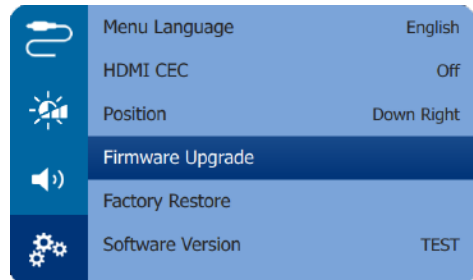 Menu Language English
HDMI CEC Off
Position Down Right
Firmware Upgrade
Factory Restore
Software Version TEST